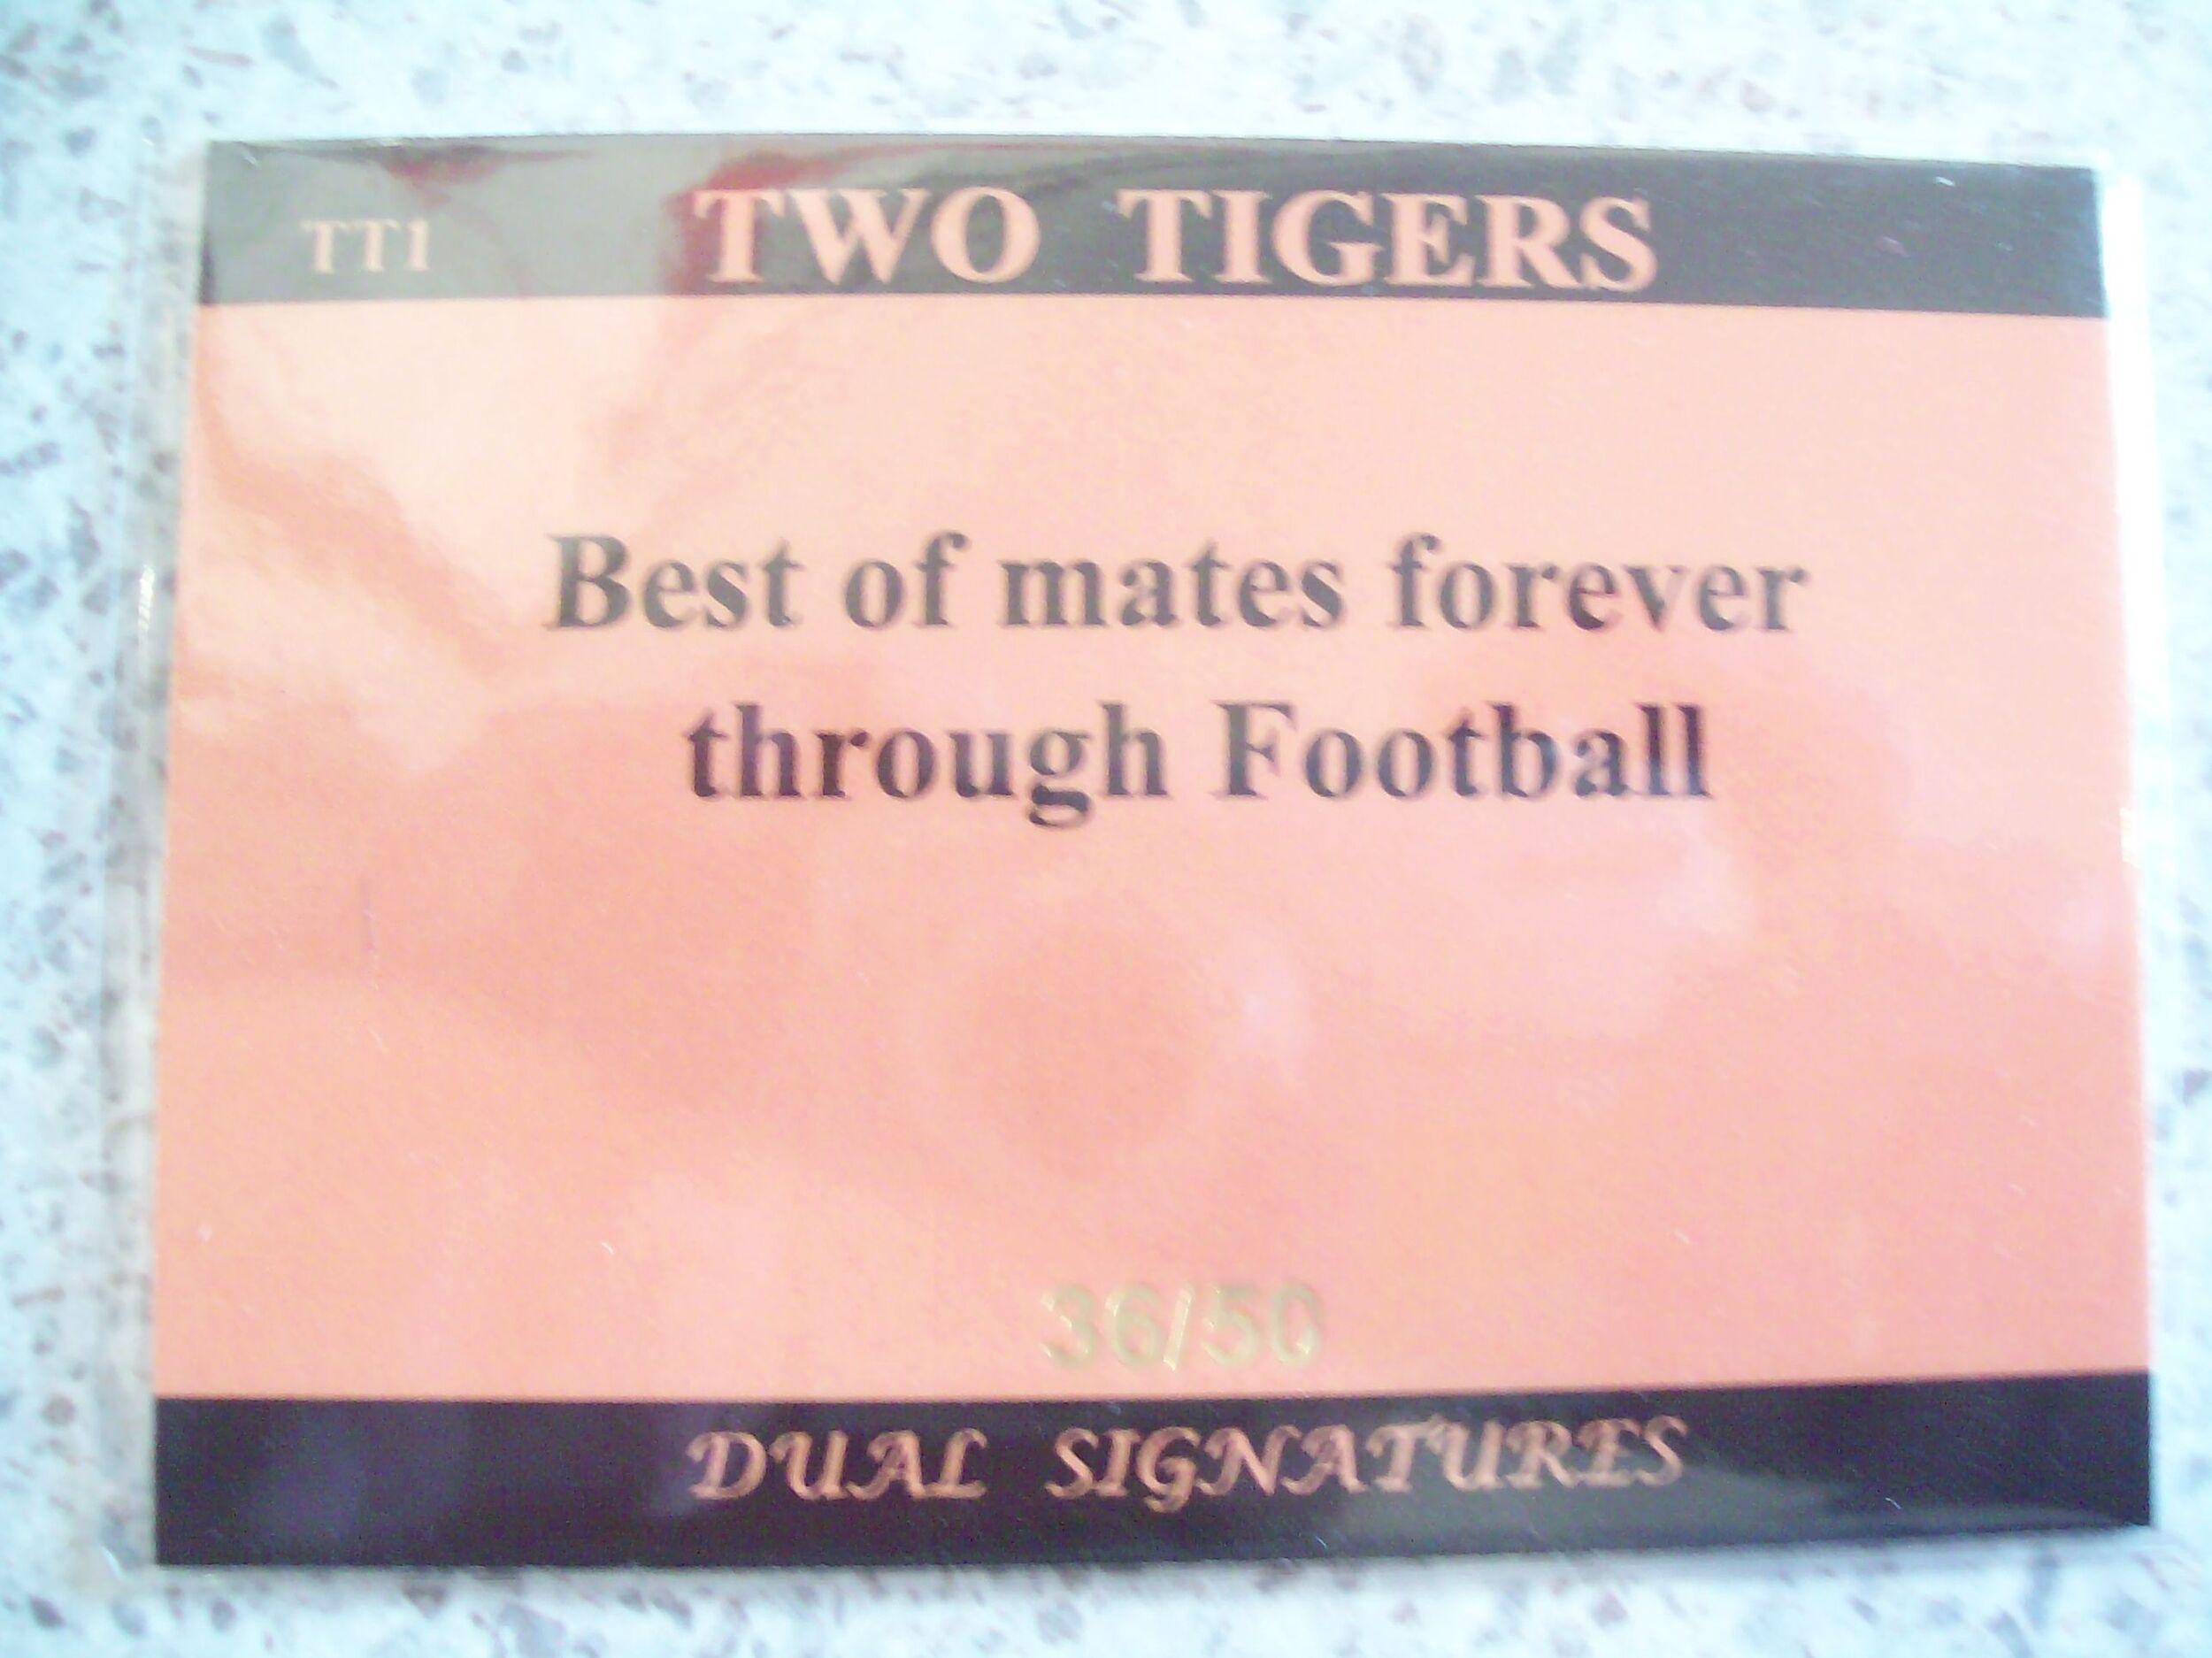 TT1 TWO TIGERS
Best of mates forever
through Football
36/50
DUAL SIGNATURES